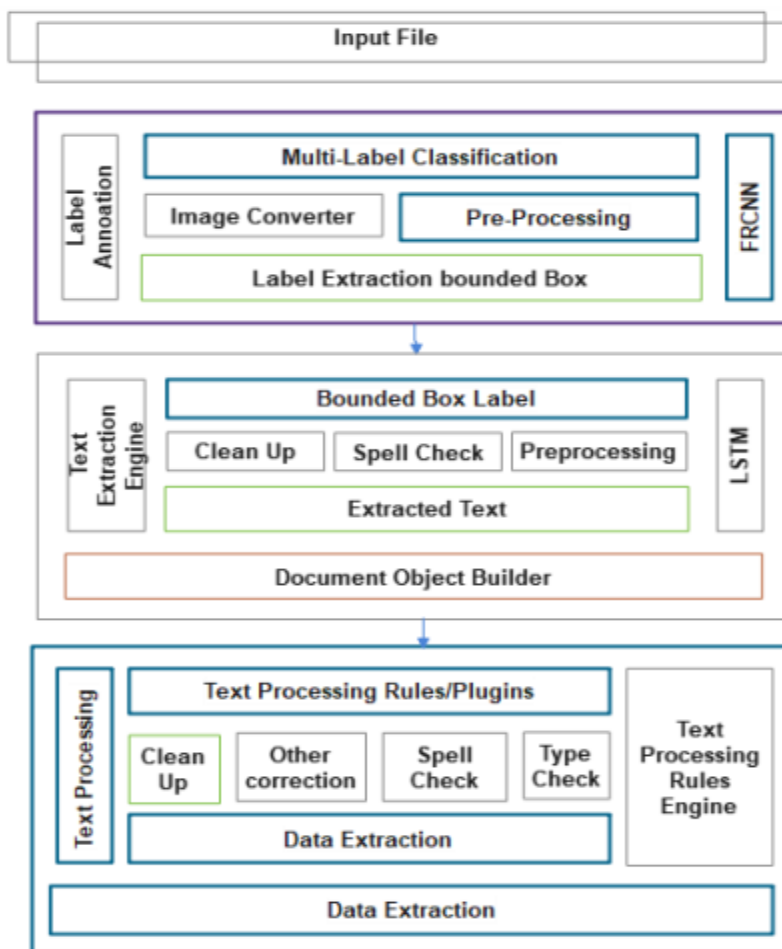 Input File
Label
Annoation
Multi-Label Classification
Image Converter
Pre-Processing
Label Extraction bounded Box
FRCNN
Text
Extraction
Engine
Bounded Box Label
Clean Up
Spell Check
Preprocessing
Extracted Text
LSTM
Document Object Builder
Text Processing
Text Processing Rules/Plugins
Clean
Up
Other
correction
Spell
Check
Type
Check
Data Extraction
Text
Processing
Rules
Engine
Data Extraction